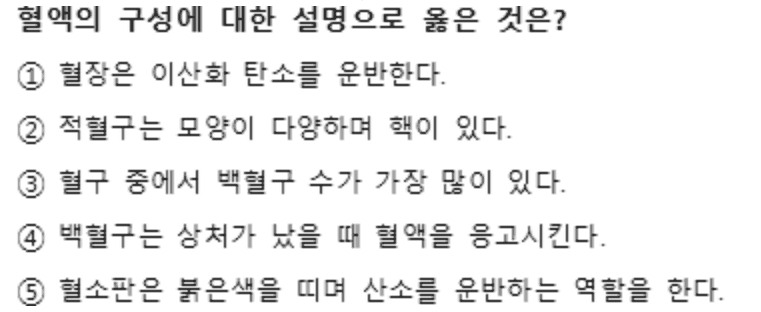 혈액의 구성에 대한 설명으로 옳은 것은?
① 혈장은 이산화 탄소를 운반한다.
② 적혈구는 모양이 다양하며 핵이 있다.
③ 혈구 중에서 백혈구 수가 가장 많이 있다.
④ 백혈구는 상처가 났을 때 혈액을 응고시킨다.
⑤ 혈소판은 붉은색을 띠며 산소를 운반하는 역할을 한다.